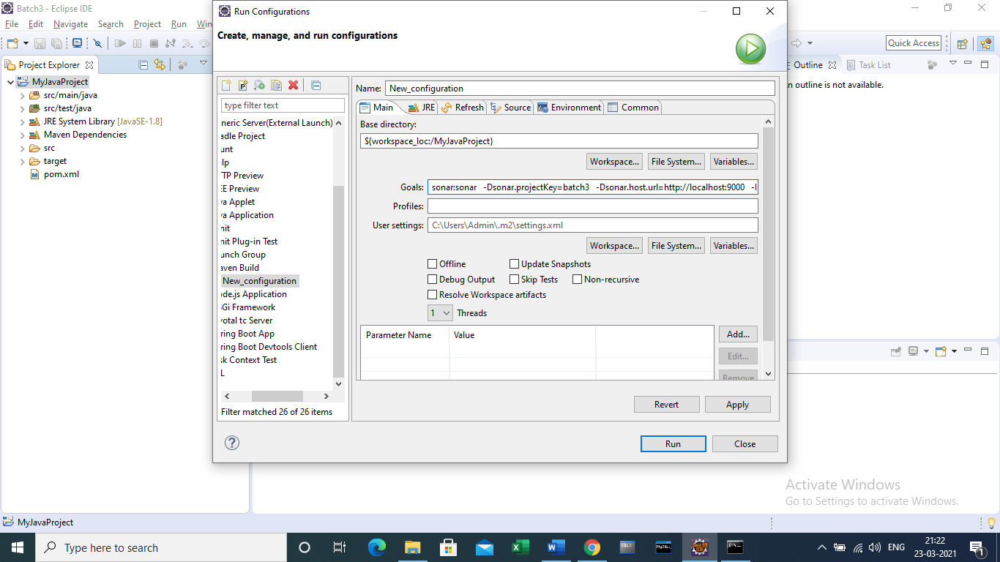 Batch3 - Eclipse IDE
File Edit Navigate Search Project Run Win
Quick Access
Project Explorer
MyJavaProject
src/main/java
src/test/java
JRE System Library [JavaSE-1.8]
Maven Dependencies
src
target
pom.xml
Run Configurations
Create, manage, and run configurations
type filter text
neric Server(External Launch)
adle Project
unt
lp
TP Preview
EE Preview
va Applet
va Application
nit
nit Plug-in Test
unch Group
aven Build
New_configuration
de.js Application
Gi Framework
votal tc Server
ring Boot App
ring Boot Devtools Client
sk Context Test
L
Filter matched 26 of 26 items
Name: New_configuration
Main JRE Refresh Source Environment Common
Base directory:
${workspace_loc:/MyJavaProject}
Workspace... File System... Variables...
Goals: sonar:sonar -Dsonar.projectKey=batch3 -Dsonar.host.url=http://localhost:9000 -
Profiles:
User settings: C:\Users\Admin\.m2\settings.xml
Workspace... File System... Variables...
Offline Update Snapshots
Debug Output Skip Tests Non-recursive
Resolve Workspace artifacts
1 Threads
Parameter Name Value
Add...
Edit...
Remove
Revert Apply
Run Close
Outline Task List
n outline is not available.
Activate Windows
Go to Settings to activate Windows.
MyJavaProject
Type here to search
ENG
21:22
23-03-2021
1